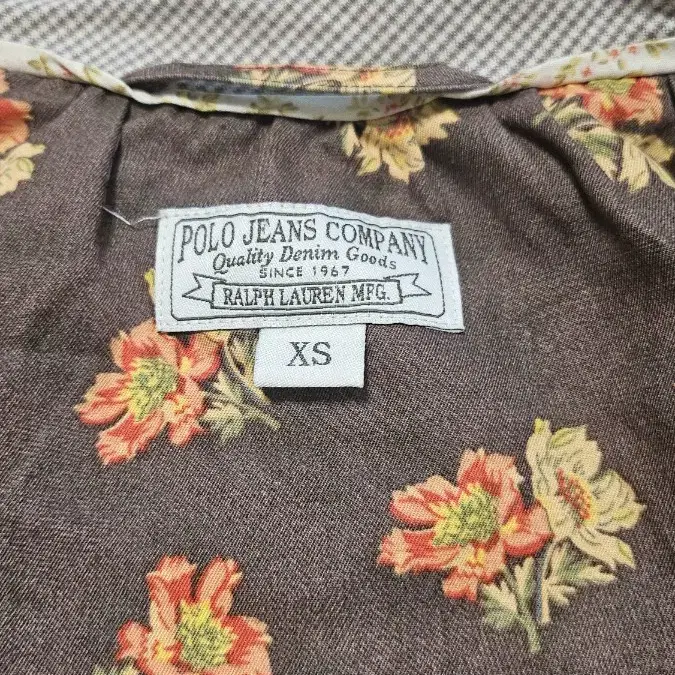 POLO JEANS COMPANY
Quality Denim Goods
SINCE 1967
RALPH LAUREN MFG.
XS